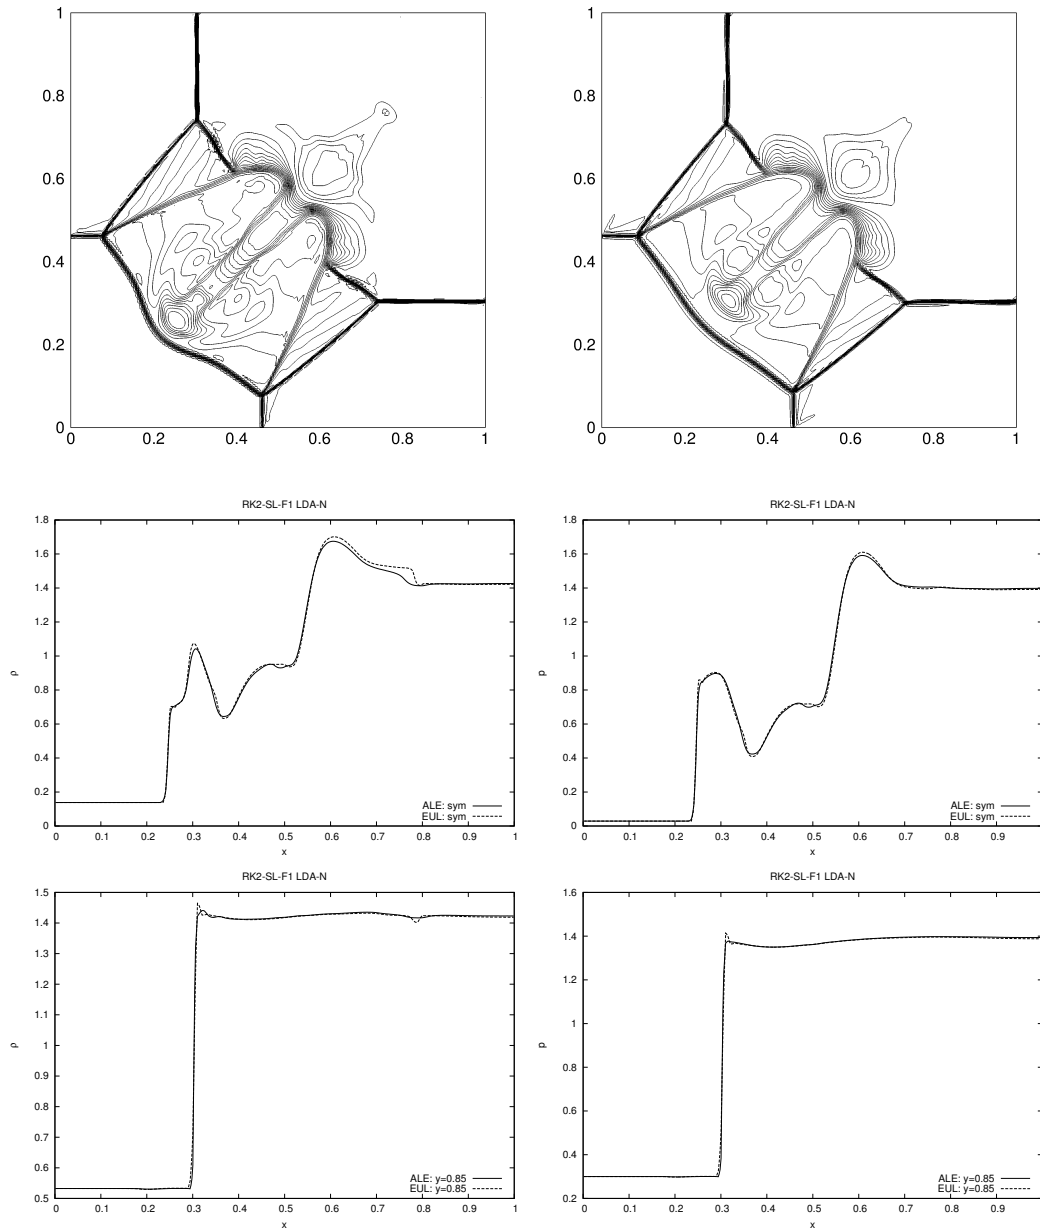 1
0.8
0.6
0.4
0.2
0
0 0.2 0.4 0.6 0.8 1
1
0.8
0.6
0.4
0.2
0
0 0.2 0.4 0.6 0.8 1
RK2-SL-F1 LDA-N
1.8
1.6
1.4
1.2
1
0.8
0.6
0.4
0.2
0
ρ
0 0.1 0.2 0.3 0.4 0.5 0.6 0.7 0.8 0.9 1
x
ALE: sym
EUL: sym
RK2-SL-F1 LDA-N
1.8
1.6
1.4
1.2
1
0.8
0.6
0.4
0.2
0
p
0 0.1 0.2 0.3 0.4 0.5 0.6 0.7 0.8 0.9
x
ALE: sym
EUL: sym
RK2-SL-F1 LDA-N
1.5
1.4
1.3
1.2
1.1
1
0.9
0.8
0.7
0.6
0.5
ρ
0 0.1 0.2 0.3 0.4 0.5 0.6 0.7 0.8 0.9 1
x
ALE: y=0.85
EUL: y=0.85
RK2-SL-F1 LDA-N
1.6
1.4
1.2
1
0.8
0.6
0.4
0.2
p
0 0.1 0.2 0.3 0.4 0.5 0.6 0.7 0.8 0.9
x
ALE: y=0.85
EUL: y=0.85